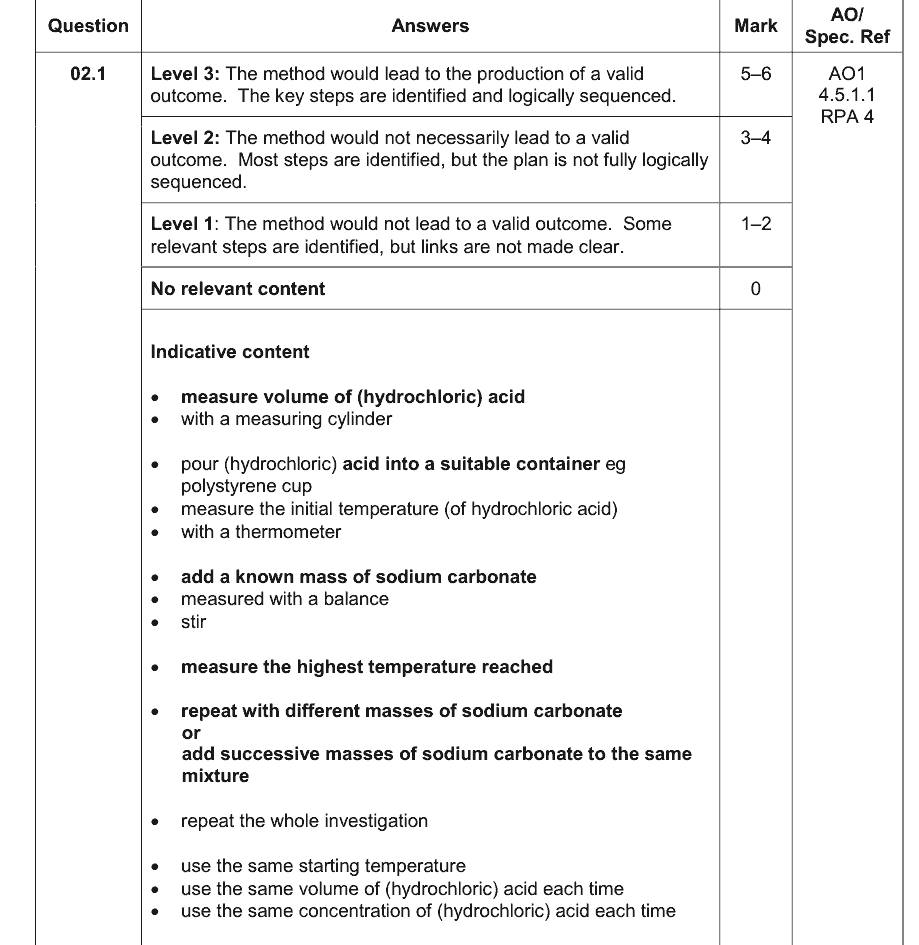 Question Answers Mark AO/
Spec. Ref
02.1 Level 3: The method would lead to the production of a valid 5–6 AO1
outcome. The key steps are identified and logically sequenced. 4.5.1.1
RPA 4
Level 2: The method would not necessarily lead to a valid 3–4
outcome. Most steps are identified, but the plan is not fully logically
sequenced.
Level 1: The method would not lead to a valid outcome. Some 1–2
relevant steps are identified, but links are not made clear.
No relevant content 0
Indicative content
• measure volume of (hydrochloric) acid
• with a measuring cylinder
• pour (hydrochloric) acid into a suitable container eg
polystyrene cup
• measure the initial temperature (of hydrochloric acid)
• with a thermometer
• add a known mass of sodium carbonate
• measured with a balance
• stir
• measure the highest temperature reached
• repeat with different masses of sodium carbonate
or
add successive masses of sodium carbonate to the same
mixture
• repeat the whole investigation
• use the same starting temperature
• use the same volume of (hydrochloric) acid each time
• use the same concentration of (hydrochloric) acid each time